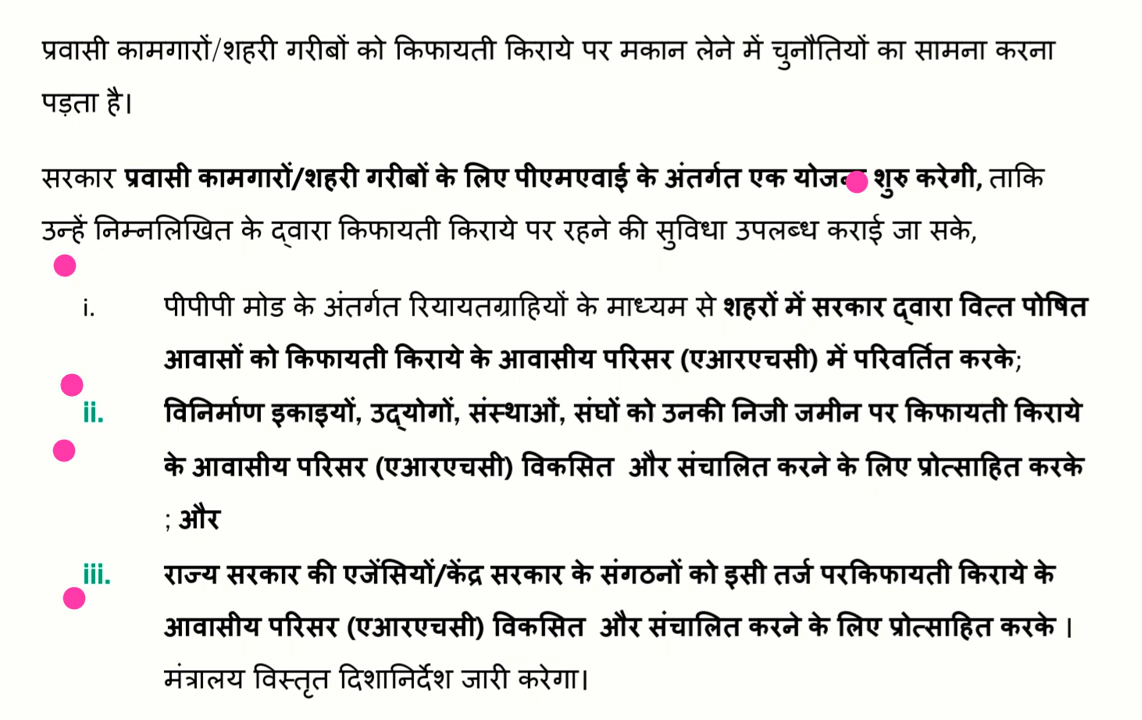 प्रवासी कामगारों/शहरी गरीबों को किफायती किराये पर मकान लेने में चुनौतियों का सामना करना
पड़ता है।
सरकार प्रवासी कामगारों/शहरी गरीबों के लिए पीएमएवाई के अंतर्गत एक शुरु करेगी, ताकि
उन्हें निम्नलिखित के द्वारा किफायती किराये पर रहने की सुविधा उपलब्ध कराई जा सके,
i. पीपीपी मोड के अंतर्गत रियायतग्राहियों के माध्यम से शहरों में सरकार द्वारा वित्त पोषित
आवासों को किफायती किराये के आवासीय परिसर (एआरएचसी) में परिवर्तित करके;
ii. विनिर्माण इकाइयों, उद्योगों, संस्थाओं, संघों को उनकी निजी जमीन पर किफायती किराये
के आवासीय परिसर (एआरएचसी) विकसित और संचालित करने के लिए प्रोत्साहित करके
; और
iii. राज्य सरकार की एजेंसियों/केंद्र सरकार के संगठनों को इसी तर्ज परकिफायती किराये के
आवासीय परिसर (एआरएचसी) विकसित और संचालित करने के लिए प्रोत्साहित करके |
मंत्रालय विस्तृत दिशानिर्देश जारी करेगा।